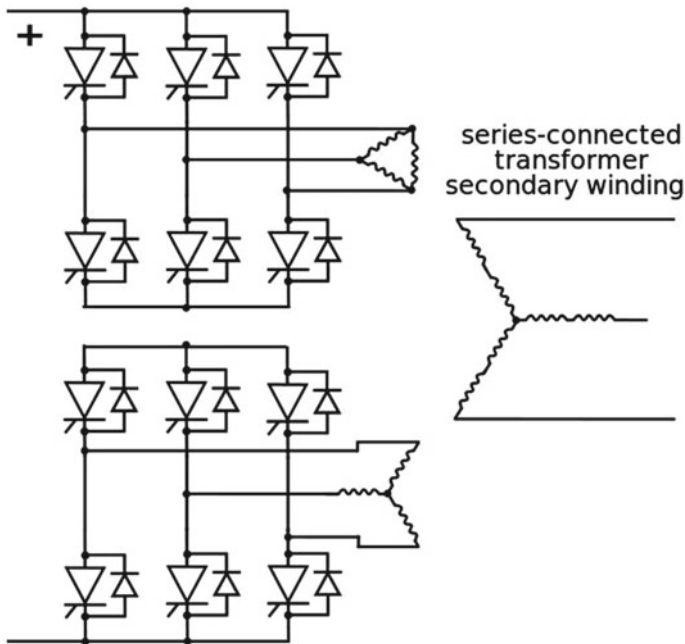 +
series-connected
transformer
secondary winding